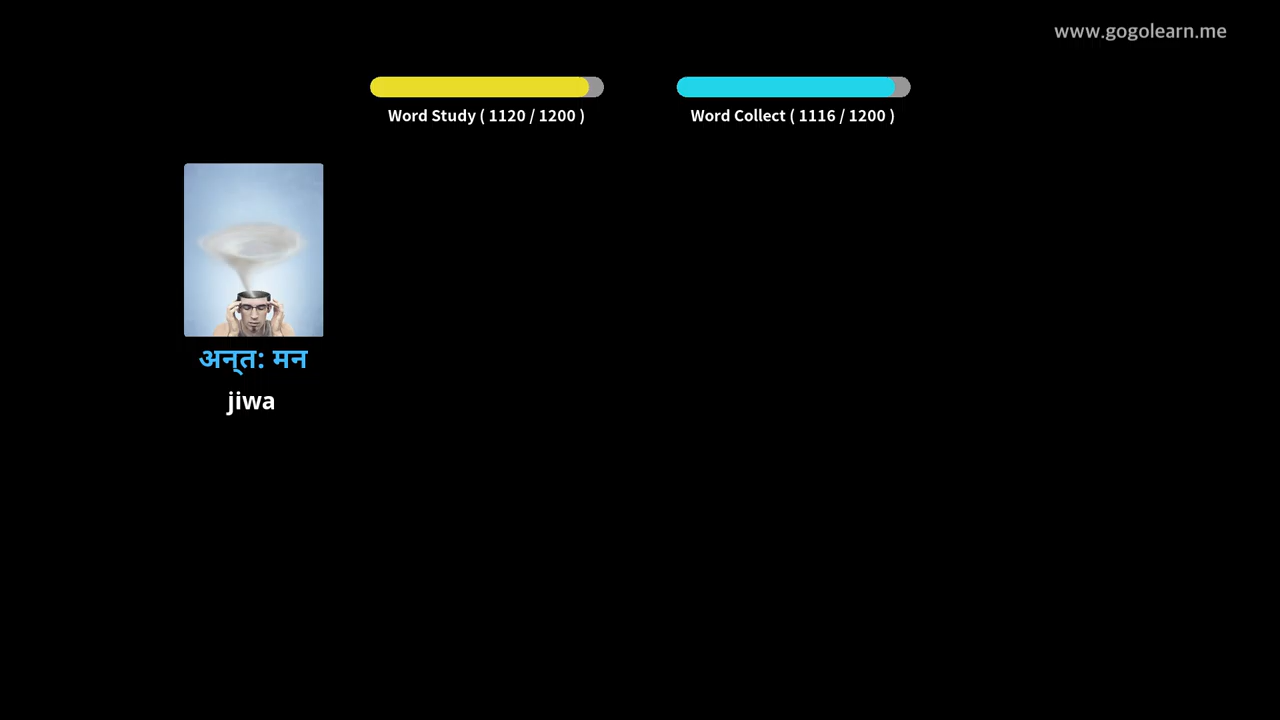 www.gogolearn.me
Word Study ( 1120 / 1200 )
Word Collect ( 1116 / 1200 )
अन्‌त: मन
jiwa